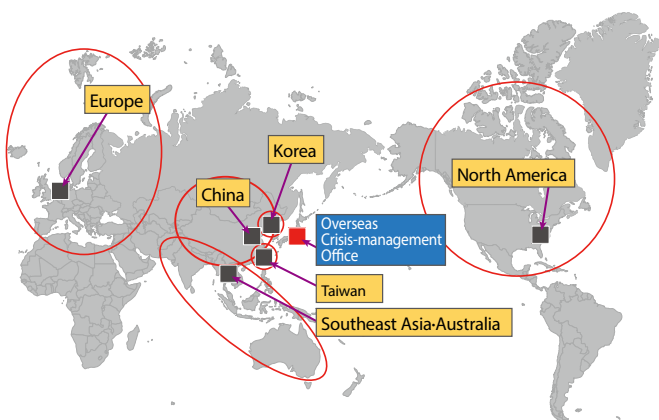 Europe
Korea
North America
China
Overseas
Crisis-management
Office
Taiwan
Southeast Asia-Australia